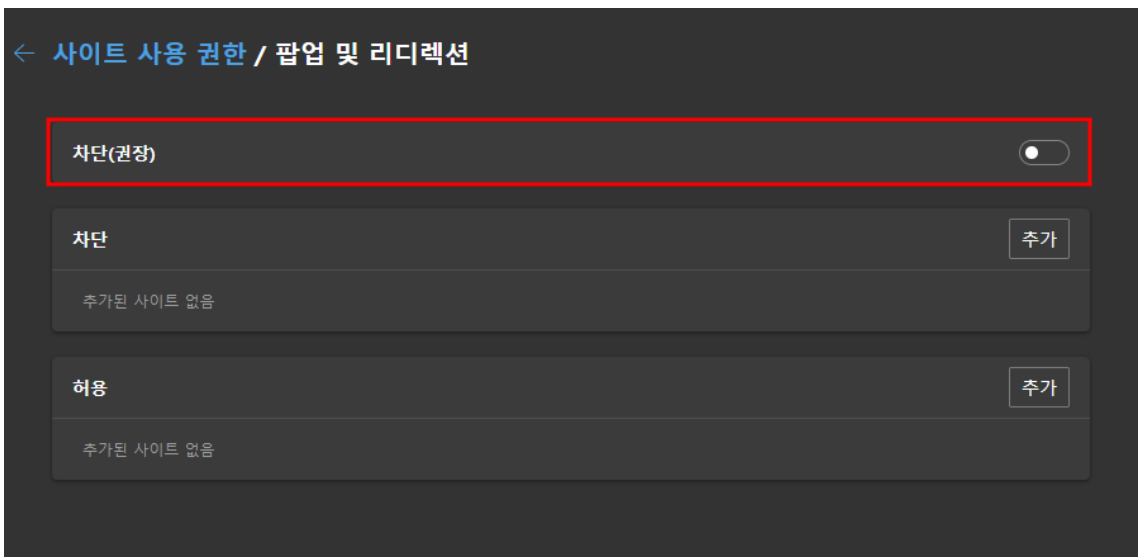 사이트 사용 권한 / 팝업 및 리디렉션
차단(권장)
차단
추가
추가된 사이트 없음
허용
추가
추가된 사이트 없음